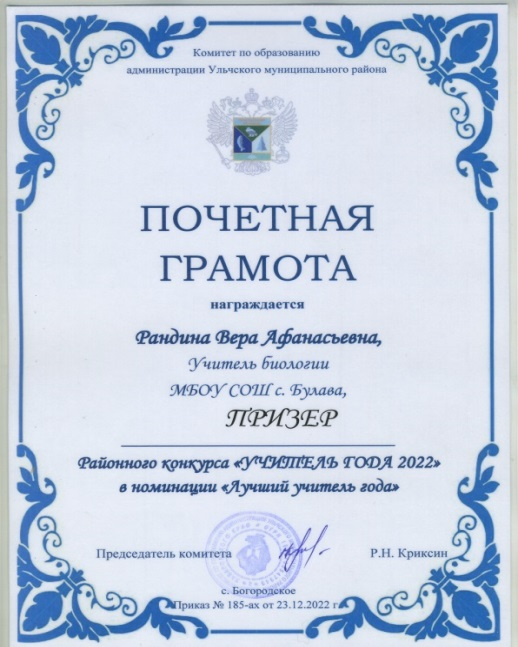 Комитет по образованию
администрации Ульчского муниципального района
ПОЧЕТНАЯ
ГРАМОТА
награждается
Рандина Вера Афанасьевна,
Учитель биологии
МБОУ СОШ с. Булава,
ПРИЗЕР
Районного конкурса «УЧИТЕЛЬ ГОДА 2022»
в номинации «Лучший учитель года»
Председатель комитета Р.Н. Криксин
с. Богородское
Приказ № 185-ах от 23.12.2022 г.